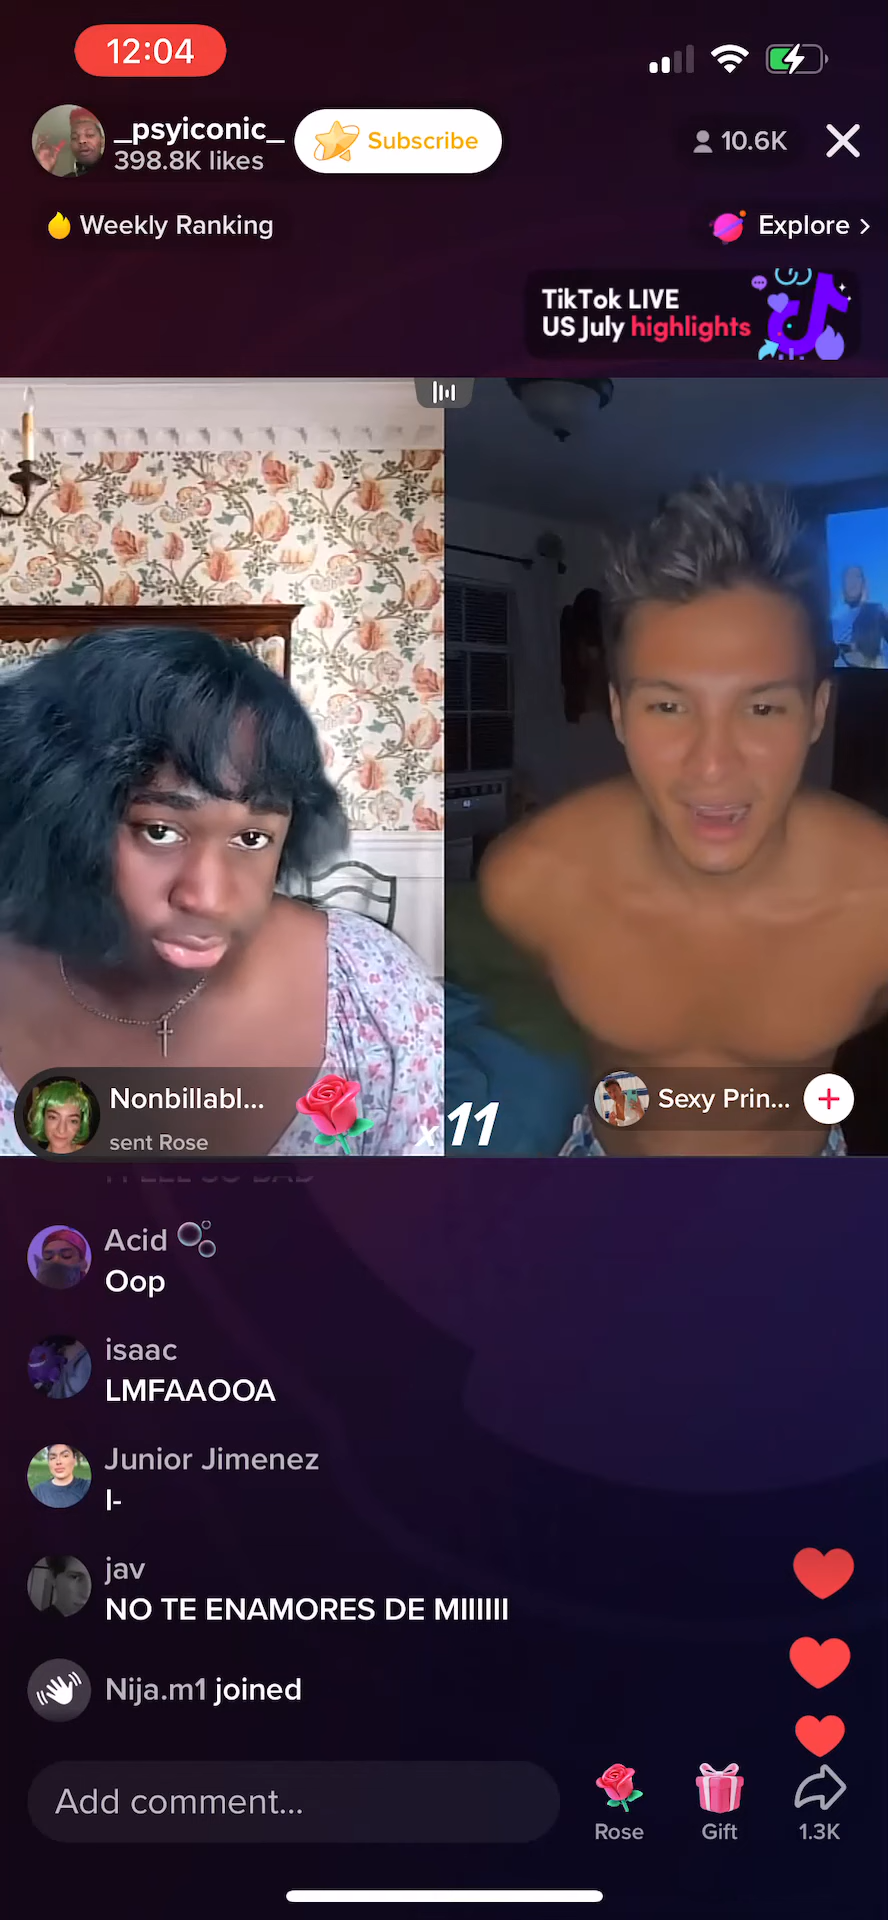 12:04
_psyiconic_
398.8K likes
Subscribe
10.6K
Weekly Ranking
Explore >
TikTok LIVE
US July highlights
Nonbillabl...
sent Rose
x11
Sexy Prin...
Acid
Oop
isaac
LMFAAOOA
Junior Jimenez
I-
jav
NO TE ENAMORES DE MIIIIII
Nija.m1 joined
Add comment...
Rose
Gift
1.3K